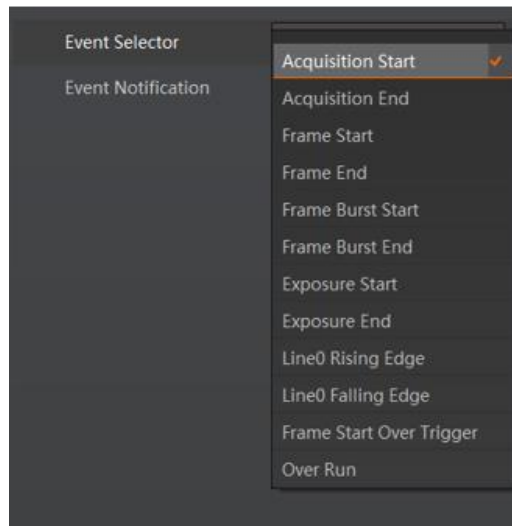 Event Selector
Event Notification
Acquisition Start
Acquisition End
Frame Start
Frame End
Frame Burst Start
Frame Burst End
Exposure Start
Exposure End
Line0 Rising Edge
Line0 Falling Edge
Frame Start Over Trigger
Over Run